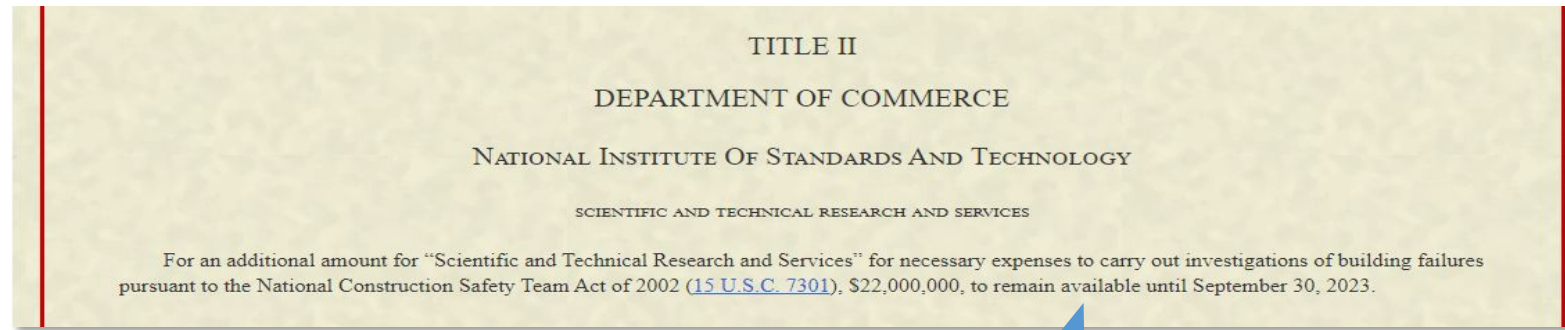 TITLE II
DEPARTMENT OF COMMERCE
National Institute Of Standards And Technology
SCIENTIFIC AND TECHNICAL RESEARCH AND SERVICES
For an additional amount for “Scientific and Technical Research and Services” for necessary expenses to carry out investigations of building failures
pursuant to the National Construction Safety Team Act of 2002 (15 U.S.C. 7301), $22,000,000, to remain available until September 30, 2023.